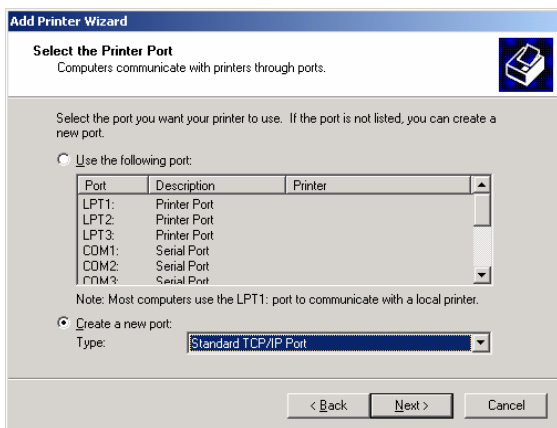 Add Printer Wizard
Select the Printer Port
Computers communicate with printers through ports.
Select the port you want your printer to use. If the port is not listed, you can create a
new port.
Use the following port:
Port Description Printer
LPT1: Printer Port
LPT2: Printer Port
LPT3: Printer Port
COM1: Serial Port
COM2: Serial Port
COM3: Serial Port
Note: Most computers use the LPT1: port to communicate with a local printer.
Create a new port:
Type: Standard TCP/IP Port
< Back Next > Cancel